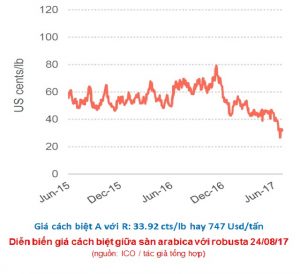 120
100
80
60
40
20
0
US cents/lb
Jun-15
Dec-15
Jun-16
Dec-16
Jun-17
Giá cách biệt A với R: 33.92 cts/lb hay 747 Usd/tấn
Diễn biến giá cách biệt giữa sàn arabica với robusta 24/08/17
(nguồn: ICO / tác giả tổng hợp)